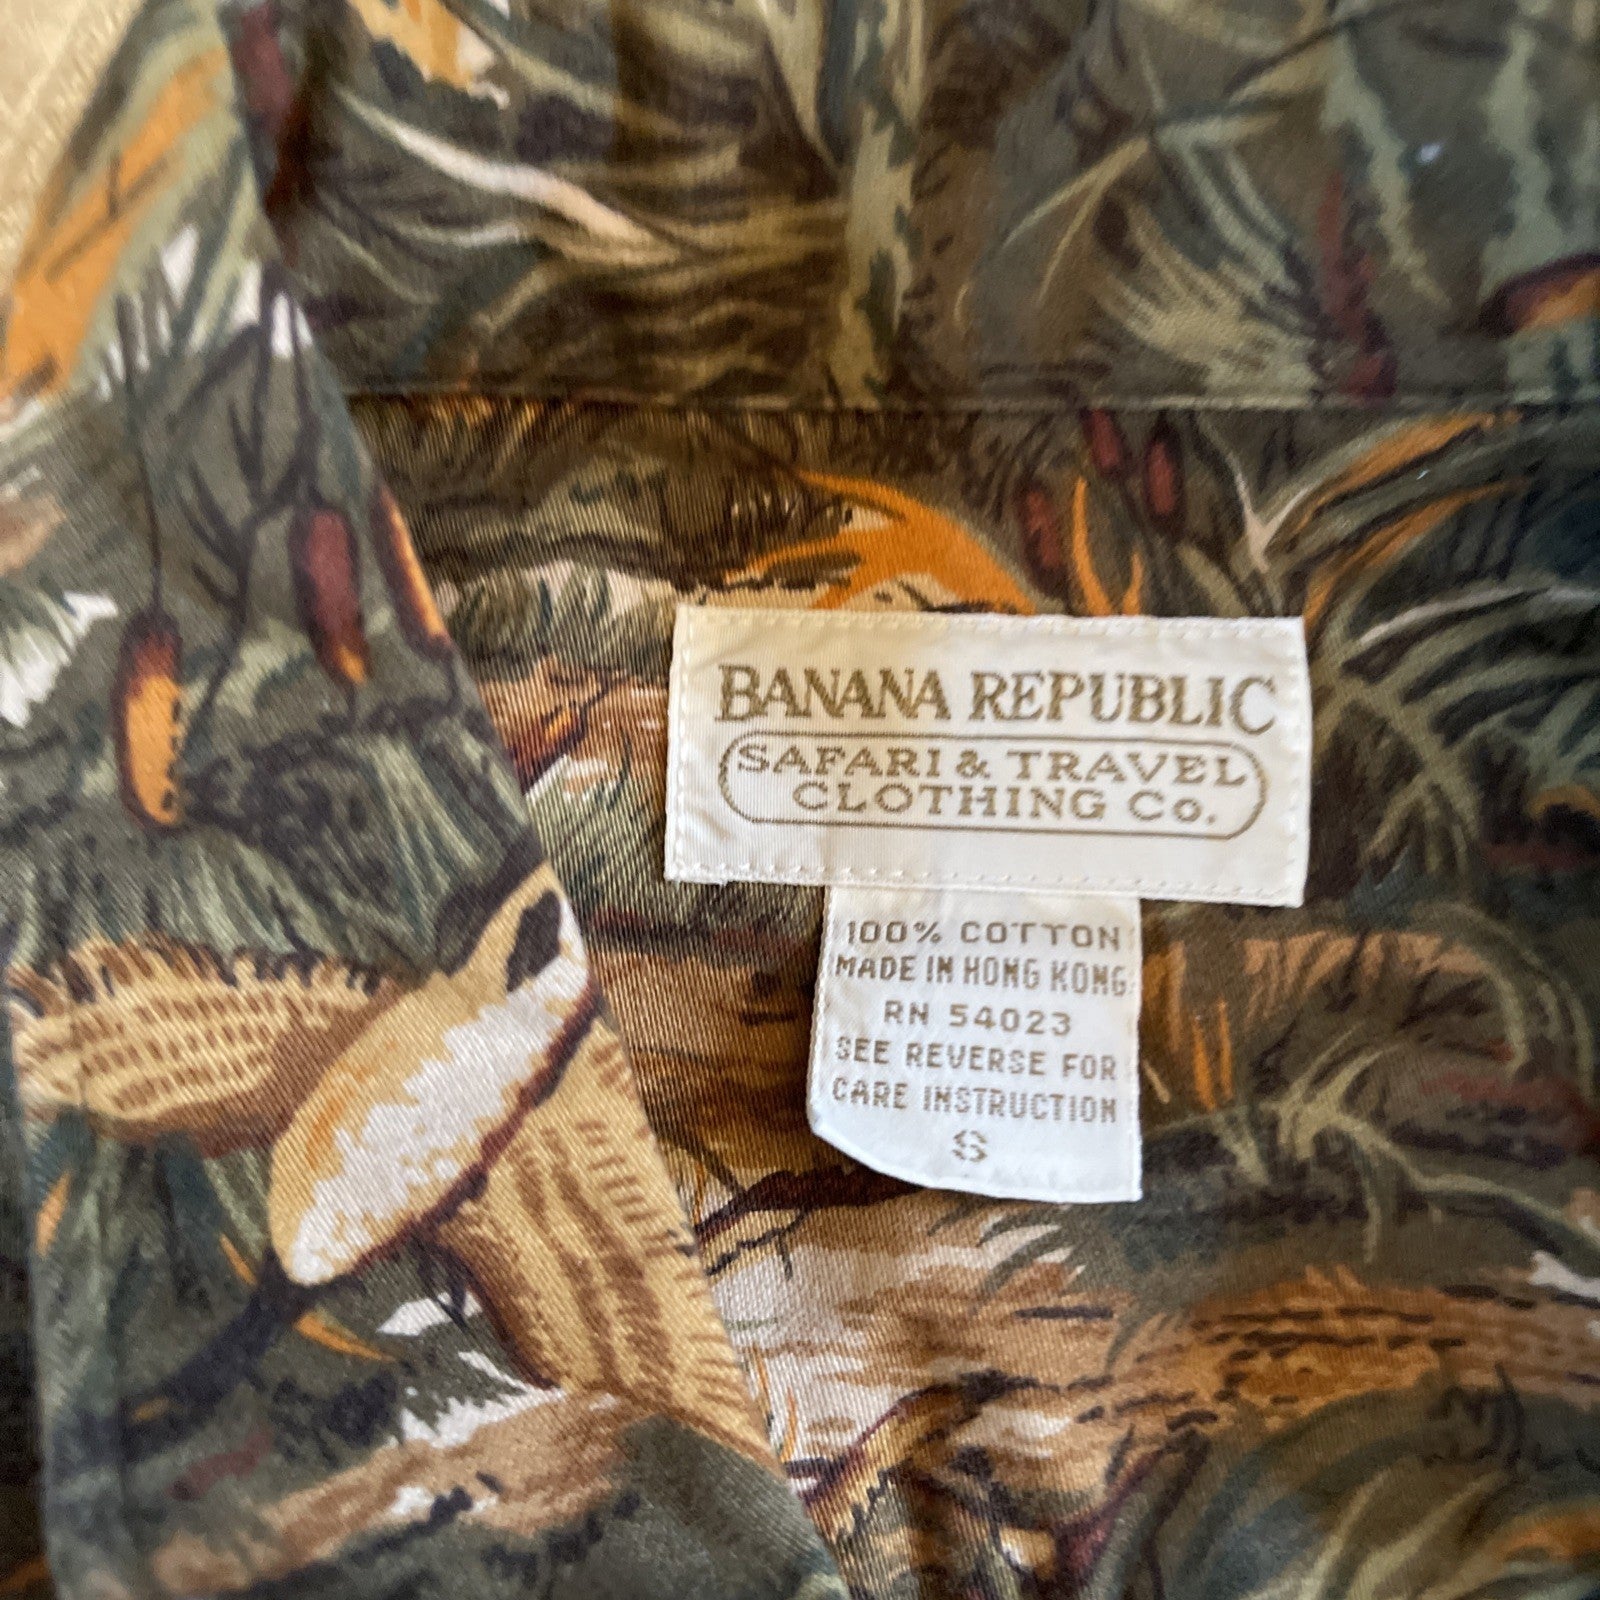 BANANA REPUBLIC
SAFARI & TRAVEL
CLOTHING Co.
100% COTTON
MADE IN HONG KONG
RN 54023
SEE REVERSE FOR
CARE INSTRUCTION
S